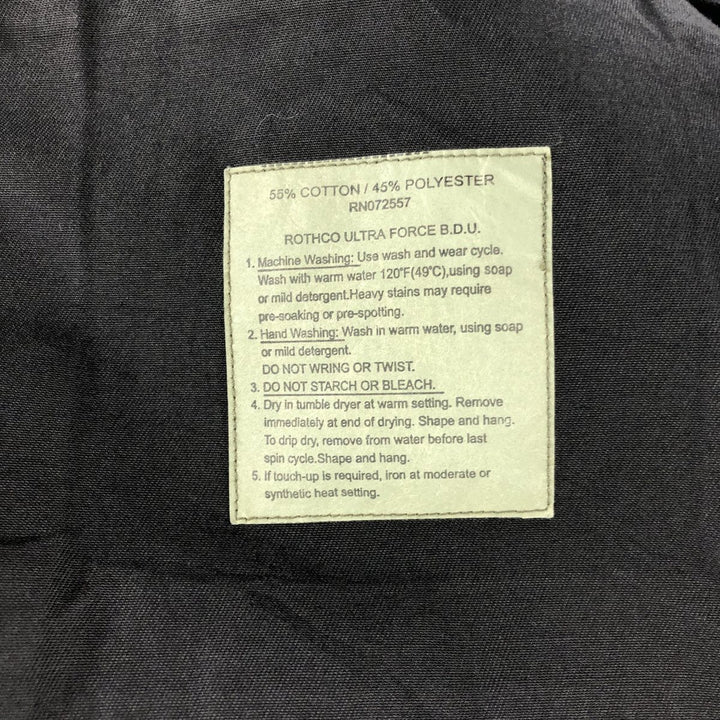 55% COTTON / 45% POLYESTER
RN072557
ROTHCO ULTRA FORCE B.D.U.
1. Machine Washing: Use wash and wear cycle.
Wash with warm water 120°F(49°C),using soap
or mild detergent.Heavy stains may require
pre-soaking or pre-spotting.
2. Hand Washing: Wash in warm water, using soap
or mild detergent.
DO NOT WRING OR TWIST.
3. DO NOT STARCH OR BLEACH.
4. Dry in tumble dryer at warm setting. Remove
immediately at end of drying. Shape and hang.
To drip dry, remove from water before last
spin cycle.Shape and hang.
5. If touch-up is required, iron at moderate or
synthetic heat setting.